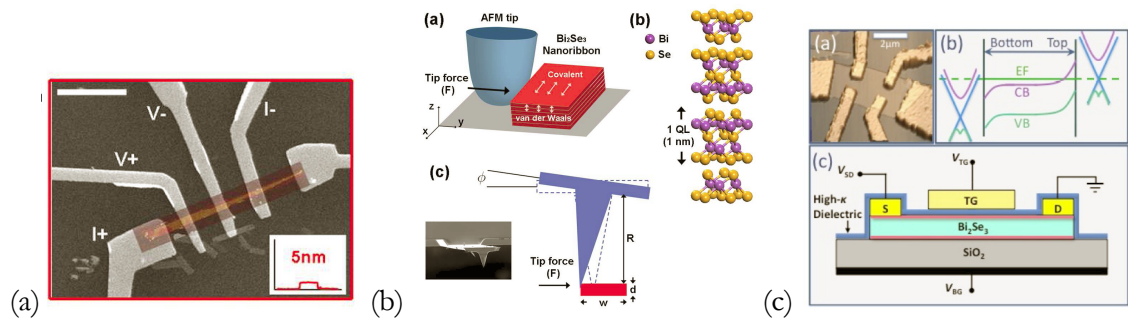 (a)
V-
I-
V+
I+
5nm
(b)
(a)
AFM tip
Bi₂Se₃
Nanoribbon
Tip force
(F)
Covalent
van der Waals
z
y
x
(b)
Bi
Se
1 QL
(1 nm)
(c)
ϕ
R
Tip force
(F)
d
w
(c)
(a)
2μm
(b)
Bottom Top
EF
CB
VB
(c)
V_TG
V_SD
High-κ
Dielectric
S
TG
D
Bi₂Se₃
SiO₂
V_BG